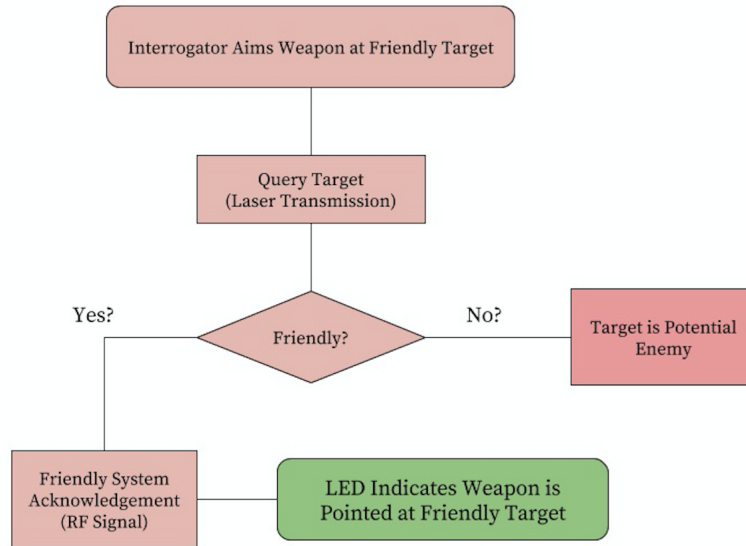 Interrogator Aims Weapon at Friendly Target
Query Target
(Laser Transmission)
Yes?
No?
Friendly?
Target is Potential
Enemy
Friendly System
Acknowledgement
(RF Signal)
LED Indicates Weapon is
Pointed at Friendly Target